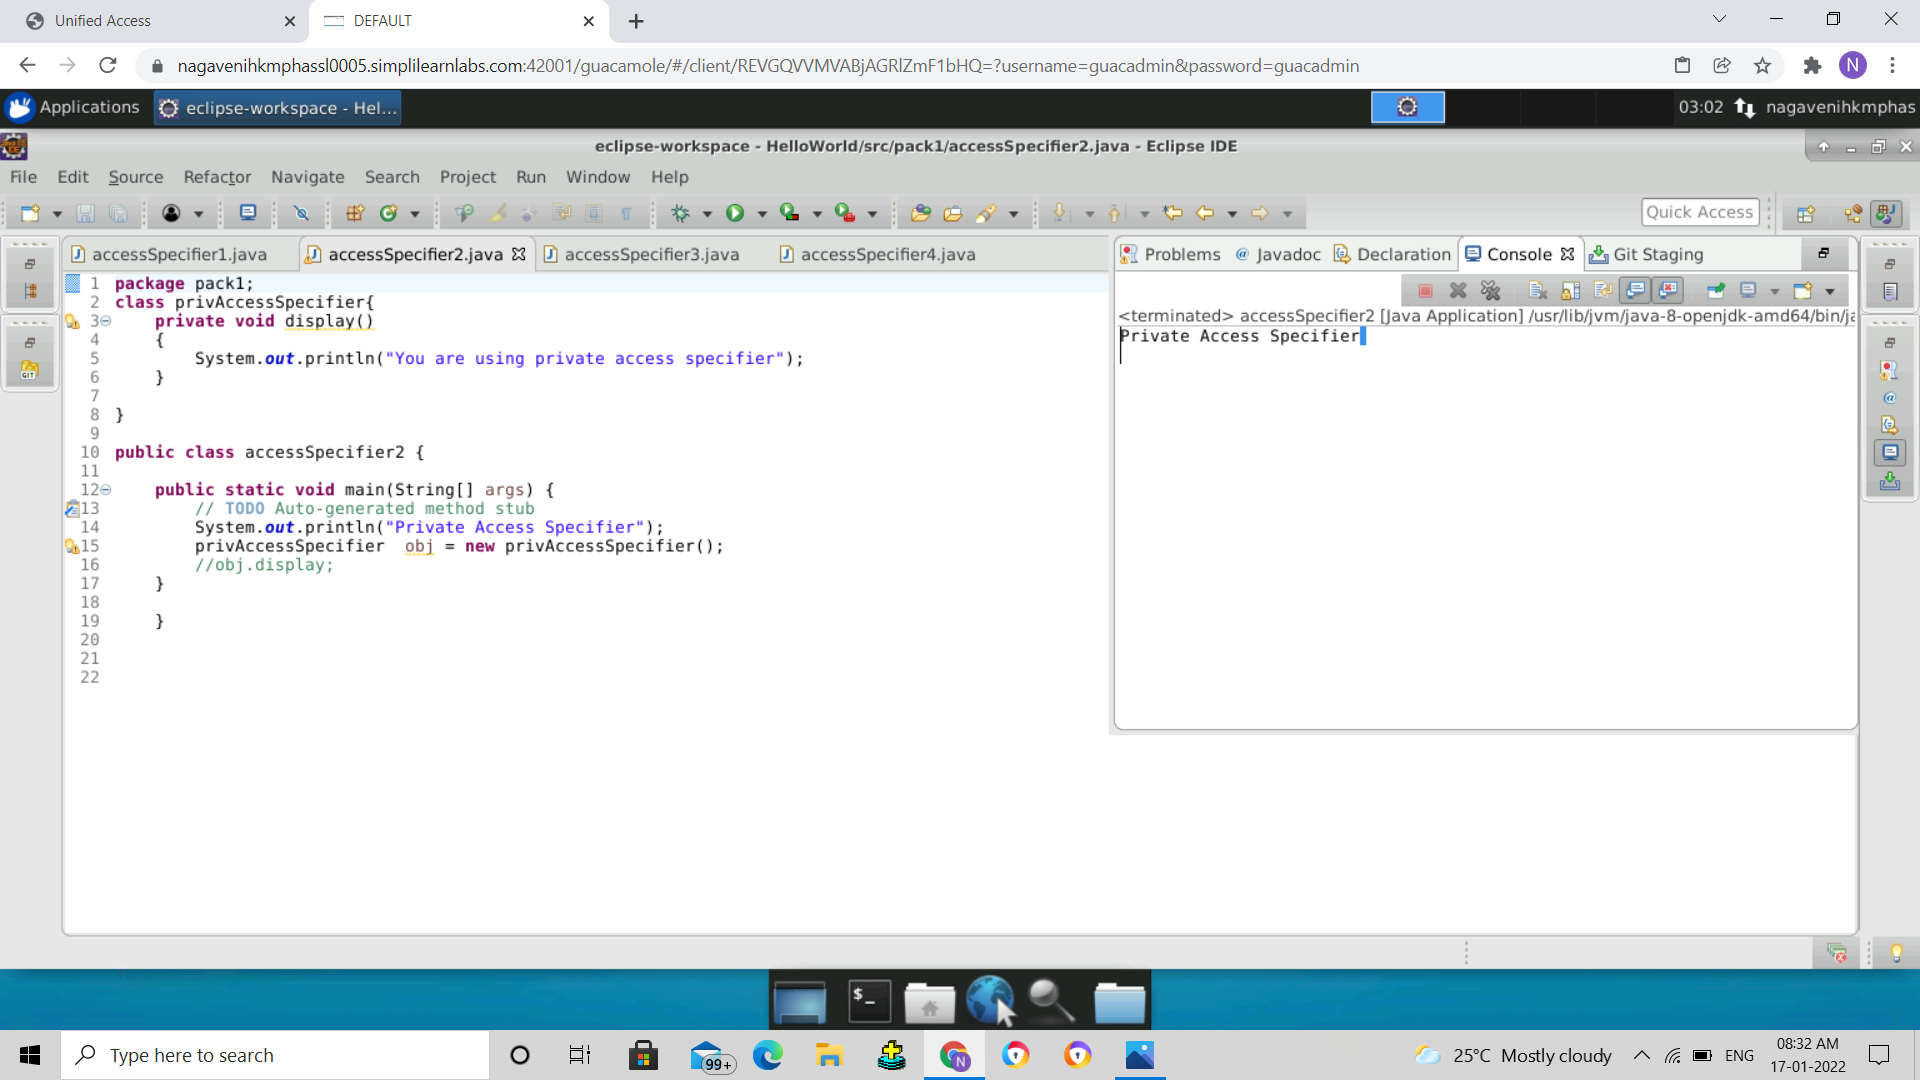 Unified Access
DEFAULT
nagavenihkmphassl0005.simplilearnlabs.com:42001/guacamole/#/client/REVGQVVMVABjAGRlZmF1bHQ=?username=guacadmin&password=guacadmin
N
Applications
eclipse-workspace - Hel...
03:02
nagavenihkmphas
eclipse-workspace - HelloWorld/src/pack1/accessSpecifier2.java - Eclipse IDE
File Edit Source Refactor Navigate Search Project Run Window Help
Quick Access
accessSpecifier1.java
accessSpecifier2.java
accessSpecifier3.java
accessSpecifier4.java
1 package pack1;
2 class privAccessSpecifier{
3 private void display()
4 {
5 System.out.println("You are using private access specifier");
6 }
7
8 }
9
10 public class accessSpecifier2 {
11
12 public static void main(String[] args) {
13 // TODO Auto-generated method stub
14 System.out.println("Private Access Specifier");
15 privAccessSpecifier  obj = new privAccessSpecifier();
16 //obj.display;
17 }
18
19 }
20
21
22
Problems
@ Javadoc
Declaration
Console
Git Staging
<terminated> accessSpecifier2 [Java Application] /usr/lib/jvm/java-8-openjdk-amd64/bin/ja
Private Access Specifier
GIT
@
$_
Type here to search
99+
N
25°C Mostly cloudy
ENG
08:32 AM
17-01-2022